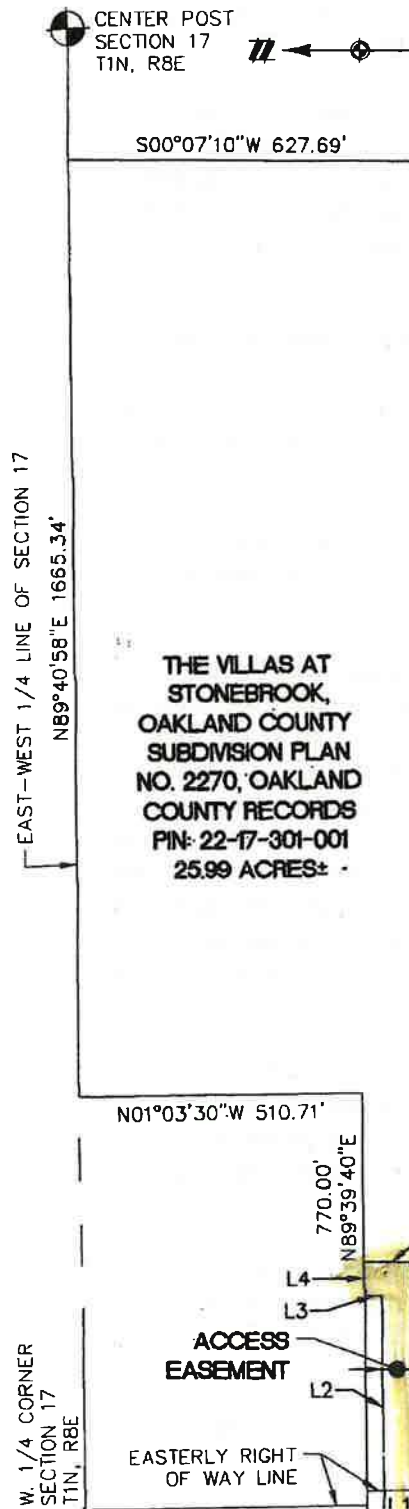 CENTER POST
SECTION 17
T1N, R8E
S00°07'10"W 627.69'
EAST-WEST 1/4 LINE OF SECTION 17
N89°40'58"E 1665.34'
THE VILLAS AT
STONEBROOK,
OAKLAND COUNTY
SUBDIVISION PLAN
NO. 2270, OAKLAND
COUNTY RECORDS
PIN: 22-17-301-001
25.99 ACRES±
N01°03'30"W 510.71'
770.00'
N89°39'40"E
L4
L3
ACCESS
EASEMENT
L2
W. 1/4 CORNER
SECTION 17
T1N, R8E
EASTERLY RIGHT
OF WAY LINE